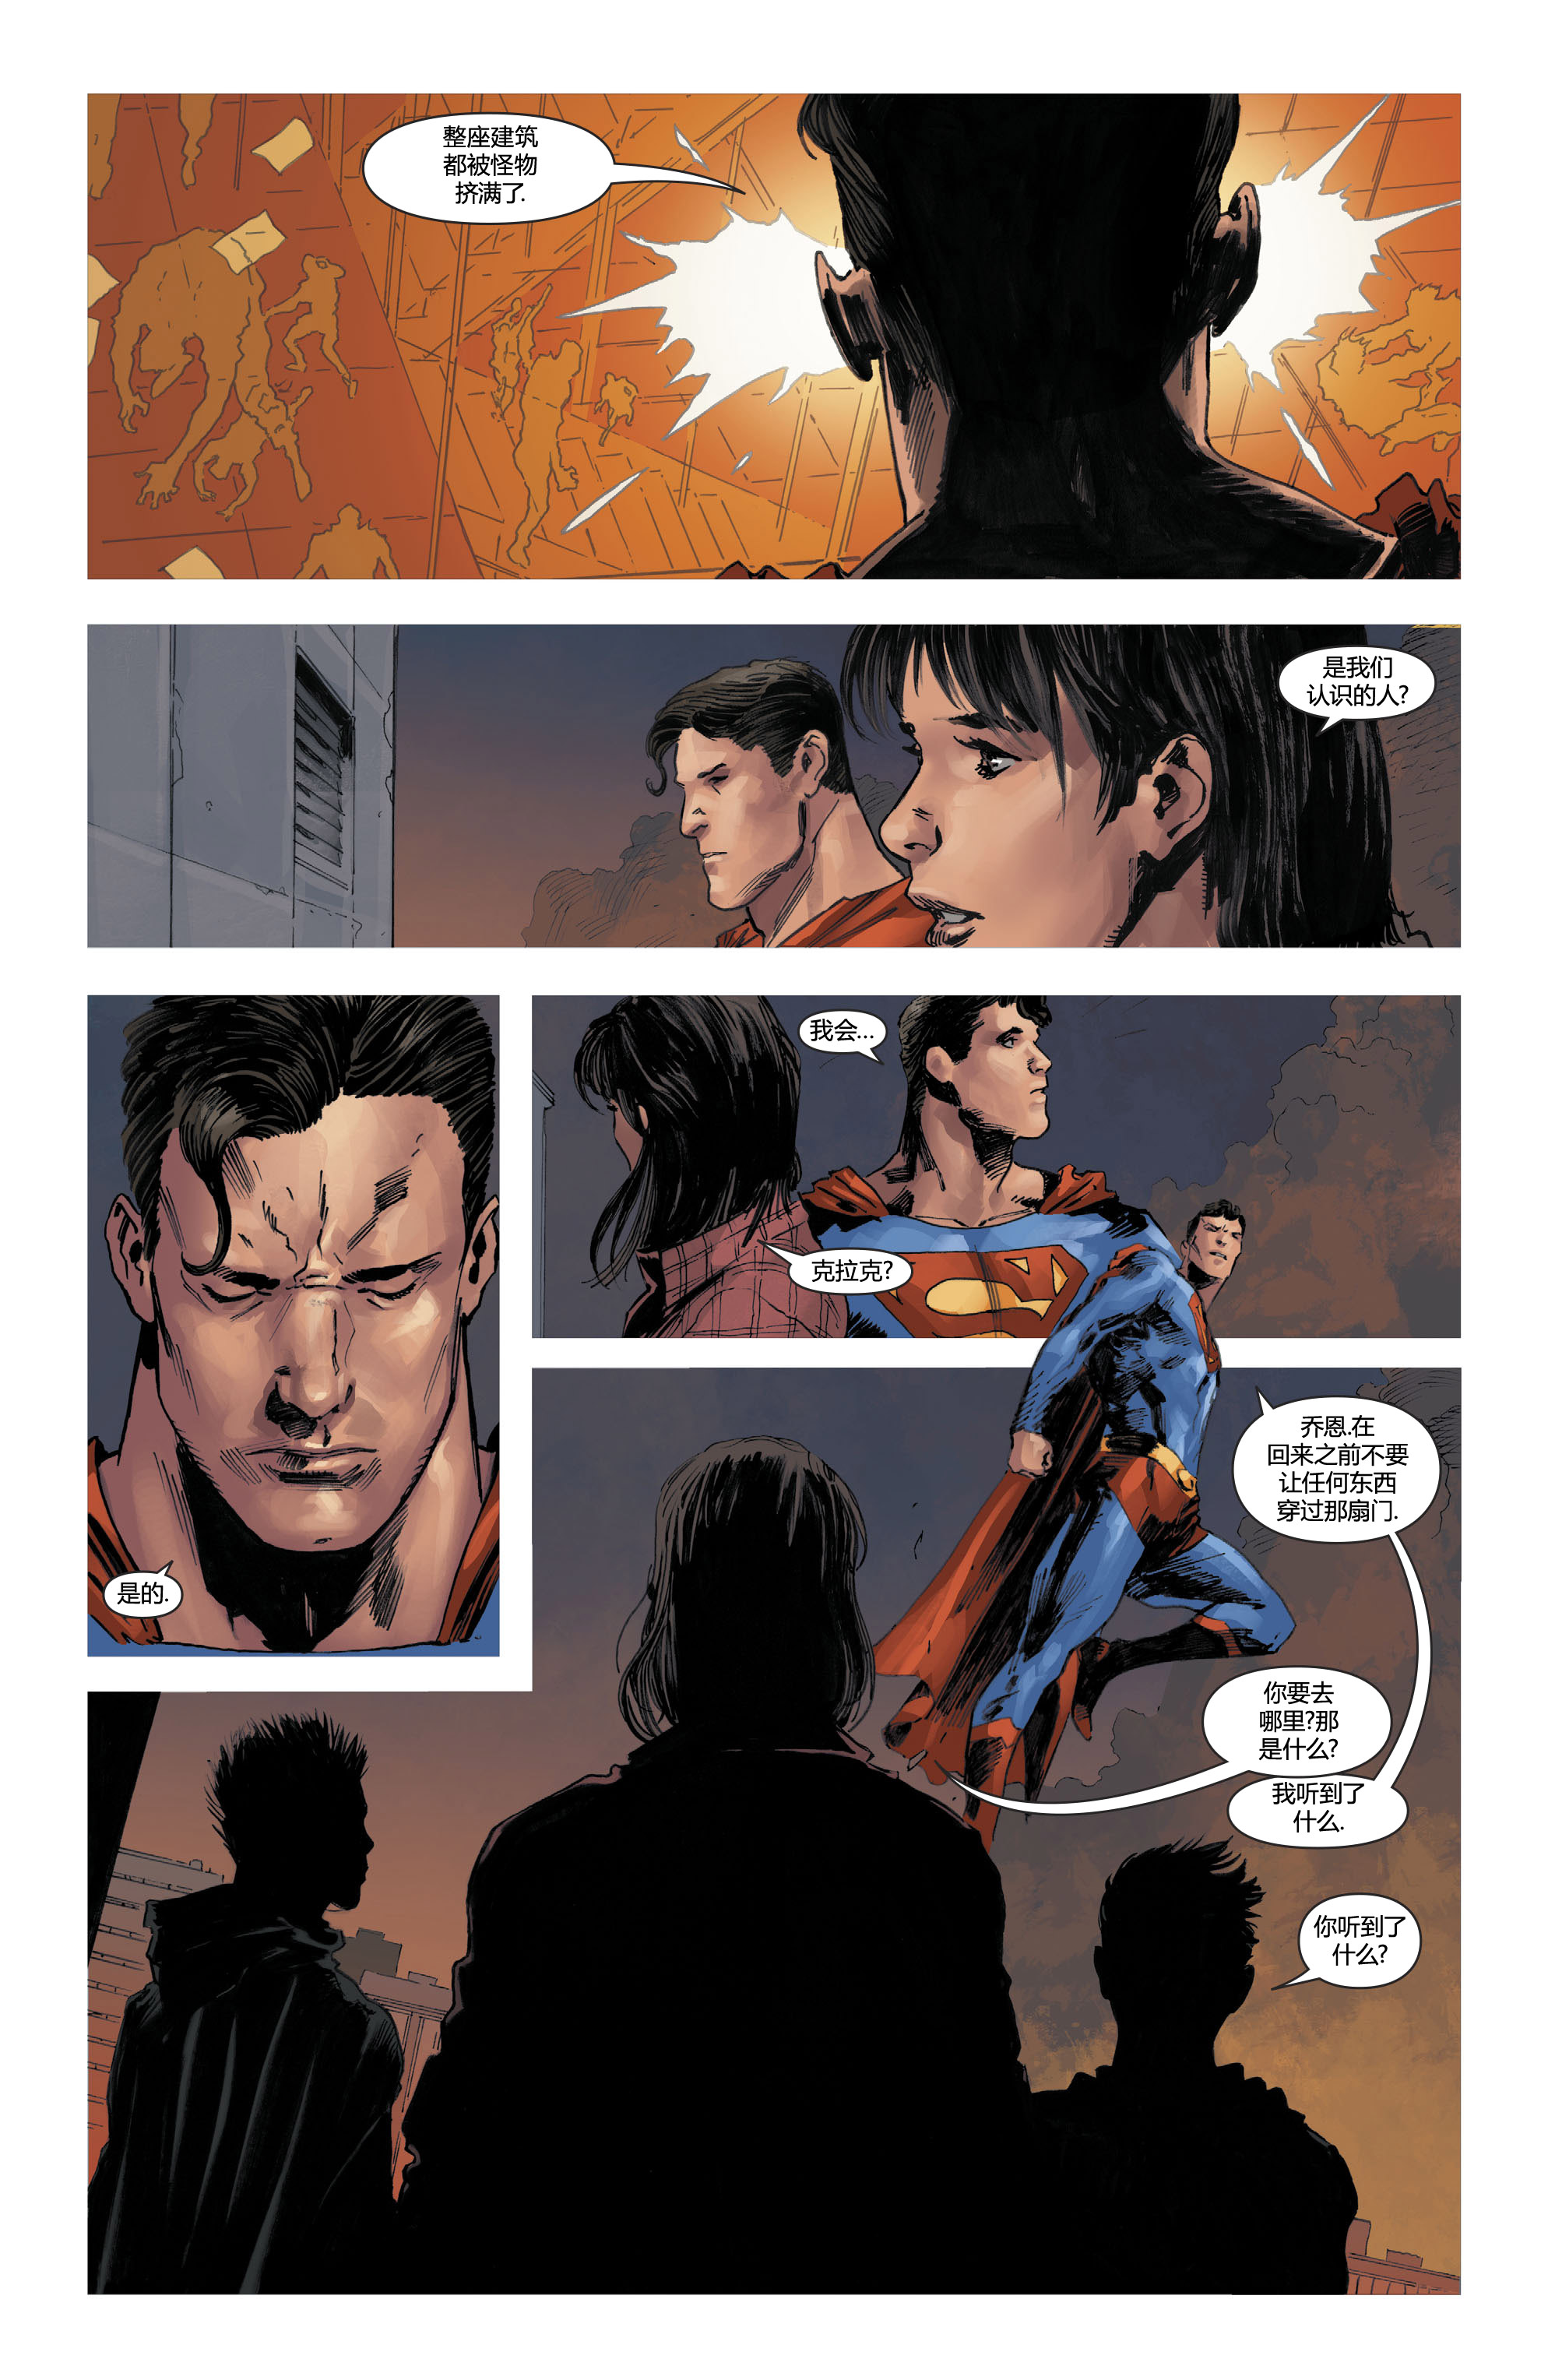 整座建筑
都被怪物
挤满了.
是我们
认识的人?
是的.
我会...
克拉克?
乔恩.在
回来之前不要
让任何东西
穿过那扇门.
你要去
哪里?那
是什么?
我听到了
什么.
你听到了
什么?